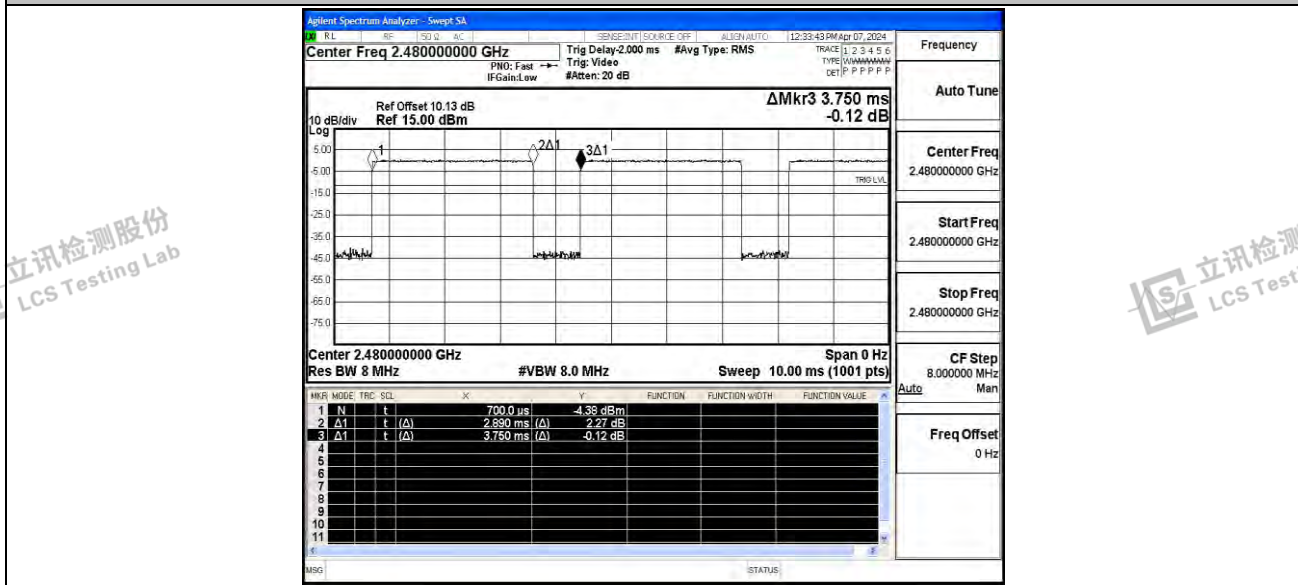 Agilent Spectrum Analyzer - Swept SA
RL RF 50 Ω AC SENSE:INT SOURCE OFF ALIGN AUTO 12:33:43 PM Apr 07, 2024
Center Freq 2.480000000 GHz
PNO: Fast
IFGain:Low
Trig Delay-2.000 ms
Trig: Video
#Atten: 20 dB
#Avg Type: RMS
TRACE 1 2 3 4 5 6
TYPE
DET P P P P P P
Ref Offset 10.13 dB
10 dB/div Ref 15.00 dBm
Log
ΔMkr3 3.750 ms
-0.12 dB
5.00
-5.00
-15.0
-25.0
-35.0
-45.0
-55.0
-65.0
-75.0
1
2Δ1
3Δ1
TRIG LVL
Center 2.480000000 GHz Span 0 Hz
Res BW 8 MHz #VBW 8.0 MHz Sweep 10.00 ms (1001 pts)
MKR MODE TRC SCL X Y FUNCTION FUNCTION WIDTH FUNCTION VALUE
1 N t 700.0 µs -4.38 dBm
2 Δ1 t (Δ) 2.890 ms (Δ) 2.27 dB
3 Δ1 t (Δ) 3.750 ms (Δ) -0.12 dB
4
5
6
7
8
9
10
11
MSG STATUS
Frequency
Auto Tune
Center Freq
2.480000000 GHz
Start Freq
2.480000000 GHz
Stop Freq
2.480000000 GHz
CF Step
8.000000 MHz
Auto Man
Freq Offset
0 Hz
立讯检测股份
LCS Testing Lab
立讯检测
LCS Testi